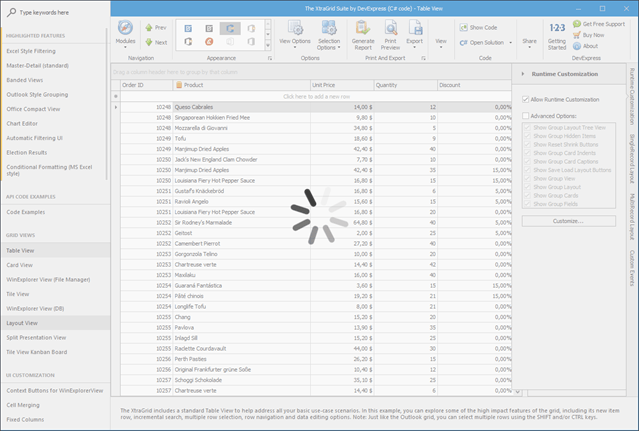 The XtraGrid Suite by DevExpress (C# code) - Table View
Type keywords here
HIGHLIGHTED FEATURES
Excel Style Filtering
Master-Detail (standard)
Banded Views
Outlook Style Grouping
Office Compact View
Chart Editor
Automatic Filtering UI
Election Results
Conditional Formatting (MS Excel
style)
API CODE EXAMPLES
Code Examples
GRID VIEWS
Table View
Card View
WinExplorer View (File Manager)
Tile View
WinExplorer View (DB)
Layout View
Split Presentation View
Tile View Kanban Board
UI CUSTOMIZATION
Context Buttons for WinExplorerView
Cell Merging
Fixed Columns
Modules
Prev
Next
Navigation
Appearance
View Options
Selection Options
Options
Generate Report
Print Preview
Export
Print And Export
View
Show Code
Open Solution
Code
Share
Getting Started
Get Free Support
Buy Now
About
DevExpress
Drag a column header here to group by that column
Order ID Product Unit Price Quantity Discount
Click here to add a new row
10248 Queso Cabrales 14,00 $ 12 0,00%
10248 Singaporean Hokkien Fried Mee 9,80 $ 10 0,00%
10248 Mozzarella di Giovanni 34,80 $ 5 0,00%
10249 Tofu 18,60 $ 9 0,00%
10249 Manjimup Dried Apples 42,40 $ 40 0,00%
10250 Jack's New England Clam Chowder 7,70 $ 10 0,00%
10250 Manjimup Dried Apples 42,40 $ 35 15,00%
10250 Louisiana Fiery Hot Pepper Sauce 16,80 $ 15 15,00%
10251 Gustaf's Knäckebröd 16,80 $ 6 5,00%
10251 Ravioli Angelo 15,60 $ 15 5,00%
10251 Louisiana Fiery Hot Pepper Sauce 16,80 $ 20 0,00%
10252 Sir Rodney's Marmalade 64,80 $ 40 5,00%
10252 Geitost 2,00 $ 25 5,00%
10252 Camembert Pierrot 27,20 $ 40 0,00%
10253 Gorgonzola Telino 10,00 $ 20 0,00%
10253 Chartreuse verte 14,40 $ 42 0,00%
10253 Maxilaku 16,00 $ 40 0,00%
10254 Guaraná Fantástica 3,60 $ 15 15,00%
10254 Pâté chinois 19,20 $ 21 15,00%
10254 Longlife Tofu 8,00 $ 21 0,00%
10255 Chang 15,20 $ 20 0,00%
10255 Pavlova 13,90 $ 35 0,00%
10255 Inlagd Sill 15,20 $ 25 0,00%
10255 Raclette Courdavault 44,00 $ 30 0,00%
10256 Perth Pasties 26,20 $ 15 0,00%
10256 Original Frankfurter grüne Soße 10,40 $ 12 0,00%
10257 Schoggi Schokolade 35,10 $ 25 0,00%
10257 Chartreuse verte 14,40 $ 6 0,00%
Runtime Customization
Allow Runtime Customization
Advanced Options:
Show Group Layout Tree View
Show Group Hidden Items
Show Reset Shrink Buttons
Show Group Card Indents
Show Group Card Captions
Show Save Load Layout Buttons
Show Group View
Show Group Layout
Show Group Cards
Show Group Fields
Customize...
Runtime Customization
SingleRecord Layout
MultiRecord Layout
Custom Events
The XtraGrid includes a standard Table View to help address all your basic use-case scenarios. In this example, you can explore some of the high impact features of the grid, including its new item
row, incremental search, multiple row selection, row navigation and data editing options. Note: Just like the Outlook grid, you can select multiple rows using the SHIFT and/or CTRL keys.